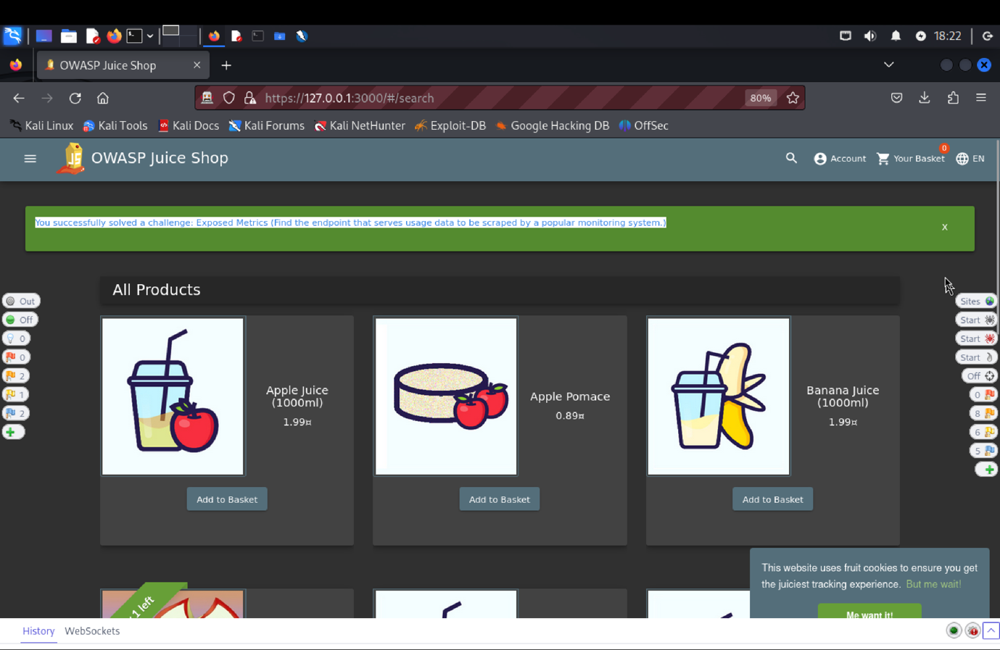 18:22
OWASP Juice Shop
https://127.0.0.1:3000/#/search
80%
Kali Linux
Kali Tools
Kali Docs
Kali Forums
Kali NetHunter
Exploit-DB
Google Hacking DB
OffSec
JS
OWASP Juice Shop
Account
Your Basket
0
EN
You successfully solved a challenge: Exposed Metrics (Find the endpoint that serves usage data to be scraped by a popular monitoring system.)
X
All Products
Out
Off
0
0
2
1
2
Sites
Start
Start
Start
Off
0
8
6
5
Apple Juice
(1000ml)
1.99¤
Add to Basket
Apple Pomace
0.89¤
Add to Basket
Banana Juice
(1000ml)
1.99¤
Add to Basket
1 left
This website uses fruit cookies to ensure you get
the juiciest tracking experience. But me wait!
Me want it!
History
WebSockets